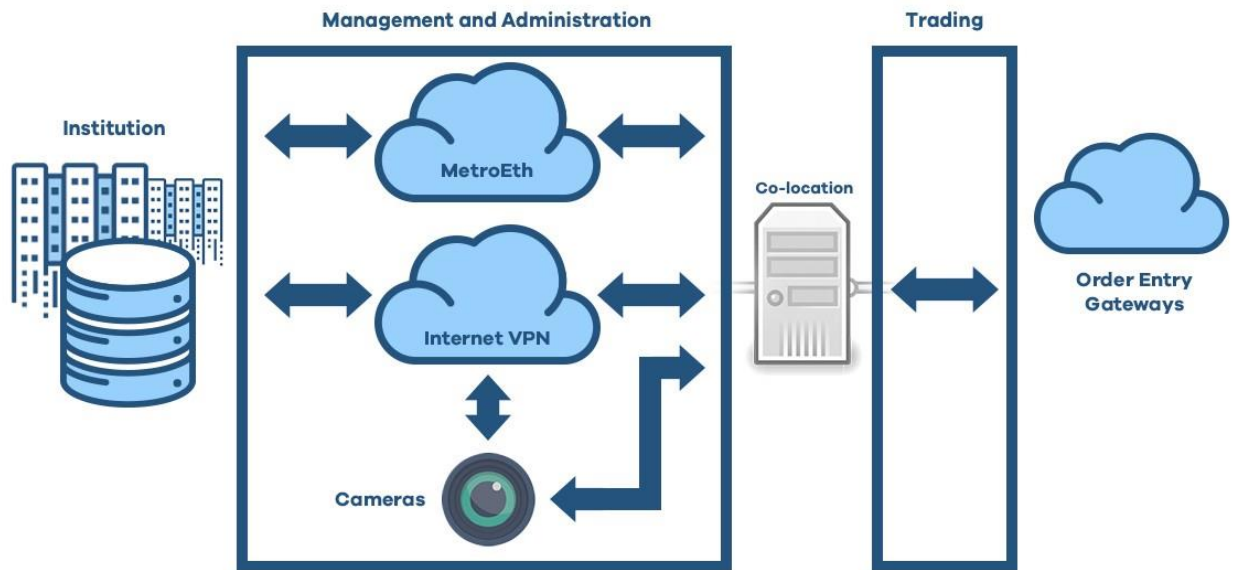 Management and Administration
Trading
Institution
MetroEth
Co-location
Internet VPN
Order Entry
Gateways
Cameras